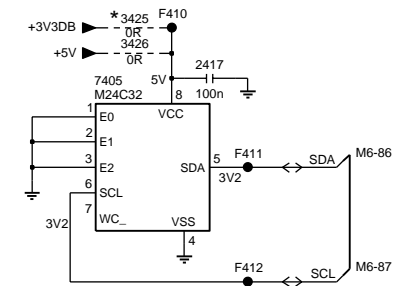 * 3425 F410
+3V3DB 0R
3426
+5V 0R
7405 5V 2417
M24C32 8 100n
1 E0 VCC
2 E1
3 E2 SDA 5 F411 SDA M6-86
6 SCL 3V2
7 WC_
3V2 VSS
4
F412 SCL M6-87